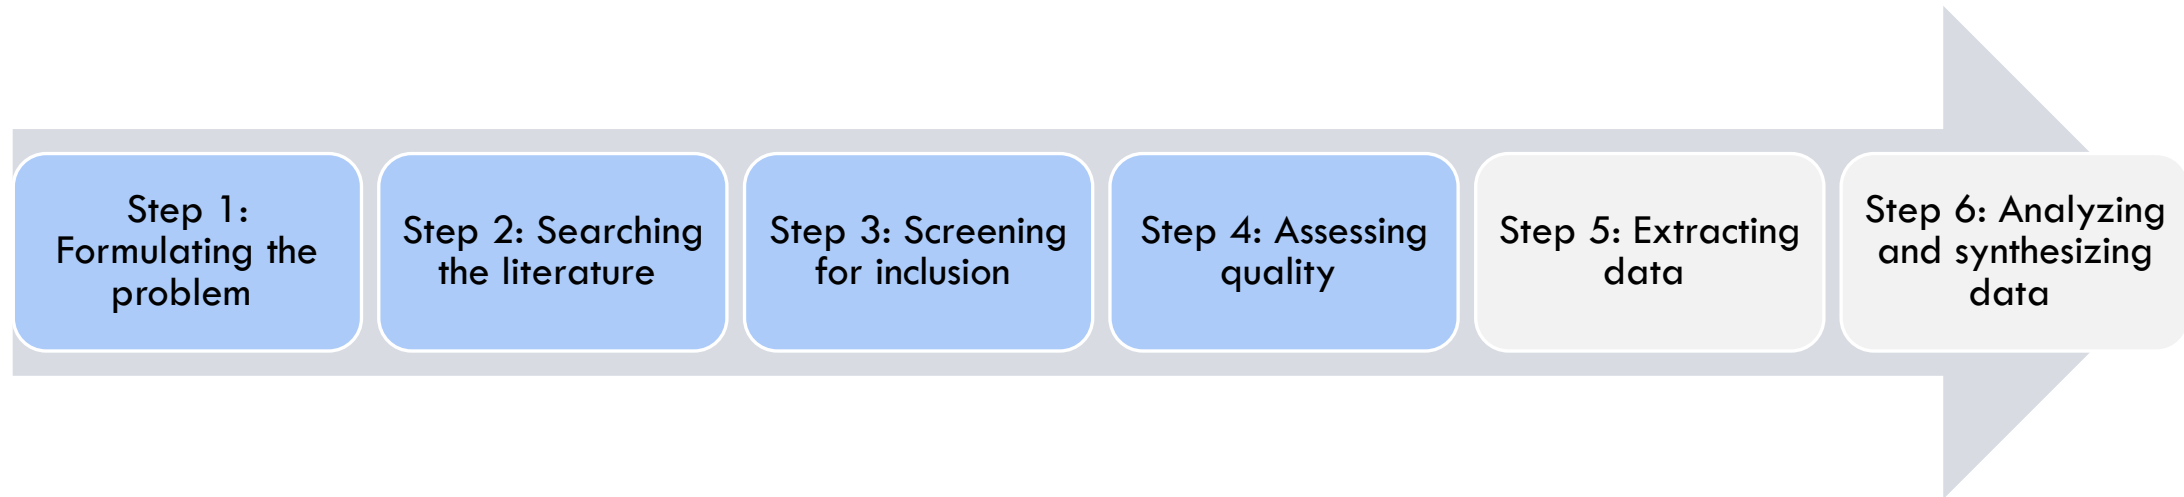 Step 1:
Formulating the
problem
Step 2: Searching
the literature
Step 3: Screening
for inclusion
Step 4: Assessing
quality
Step 5: Extracting
data
Step 6: Analyzing
and synthesizing
data